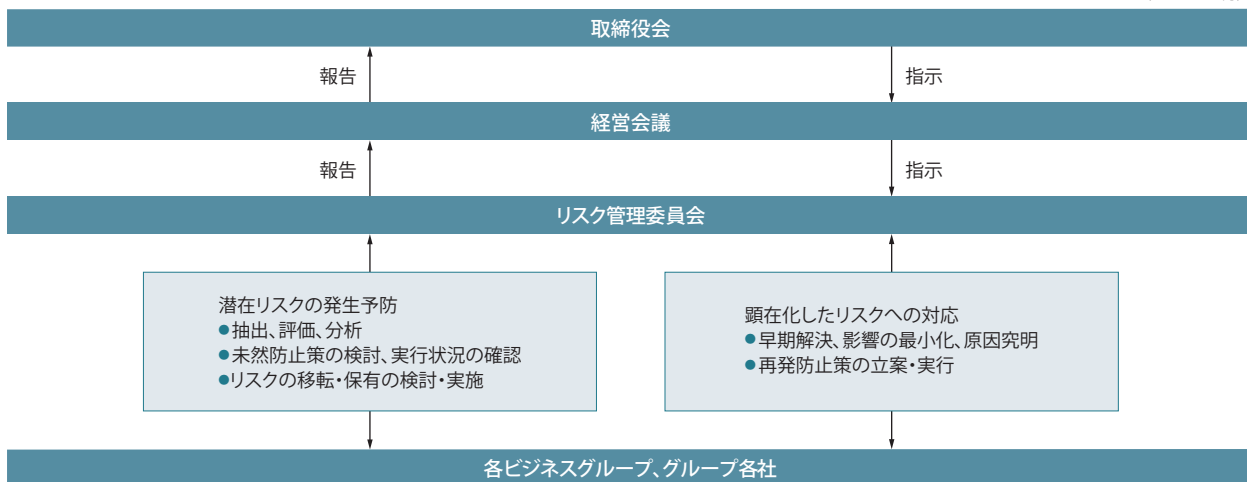 取締役会
報告
指示
経営会議
報告
指示
リスク管理委員会
潜在リスクの発生予防
●抽出、評価、分析
●未然防止策の検討、実行状況の確認
●リスクの移転・保有の検討・実施
顕在化したリスクへの対応
●早期解決、影響の最小化、原因究明
●再発防止策の立案・実行
各ビジネスグループ、グループ各社